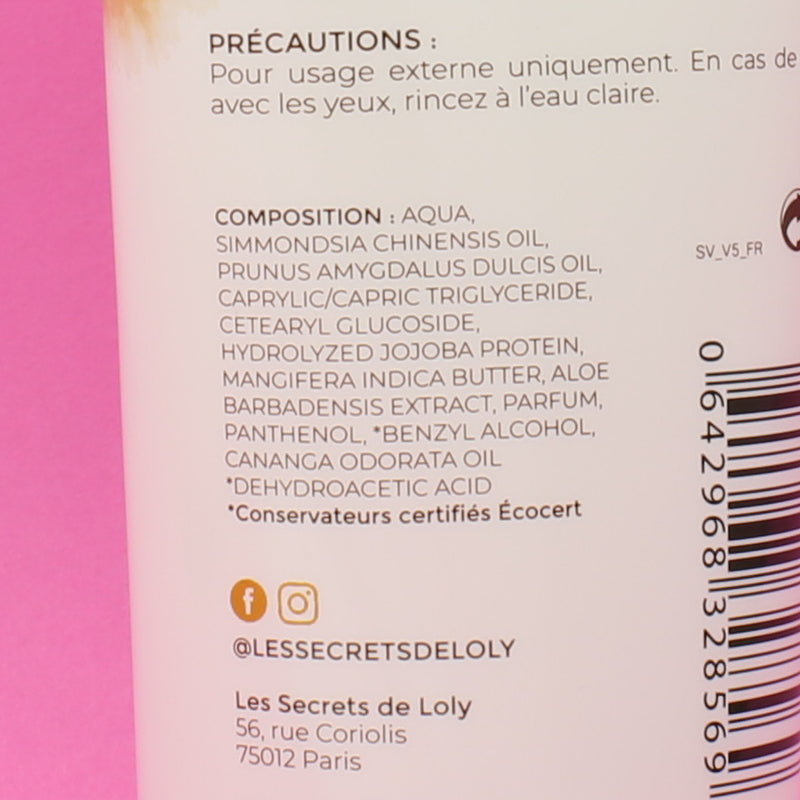 PRÉCAUTIONS :
Pour usage externe uniquement. En cas de
avec les yeux, rincez à l'eau claire.
COMPOSITION : AQUA,
SIMMONDSIA CHINENSIS OIL,
PRUNUS AMYGDALUS DULCIS OIL,
CAPRYLIC/CAPRIC TRIGLYCERIDE,
CETEARYL GLUCOSIDE,
HYDROLYZED JOJOBA PROTEIN,
MANGIFERA INDICA BUTTER, ALOE
BARBADENSIS EXTRACT, PARFUM,
PANTHENOL, *BENZYL ALCOHOL,
CANANGA ODORATA OIL
*DEHYDROACETIC ACID
*Conservateurs certifiés Écocert
@LESSECRETSDELOLY
Les Secrets de Loly
56, rue Coriolis
75012 Paris
SV_V5_FR
0 642968 328569